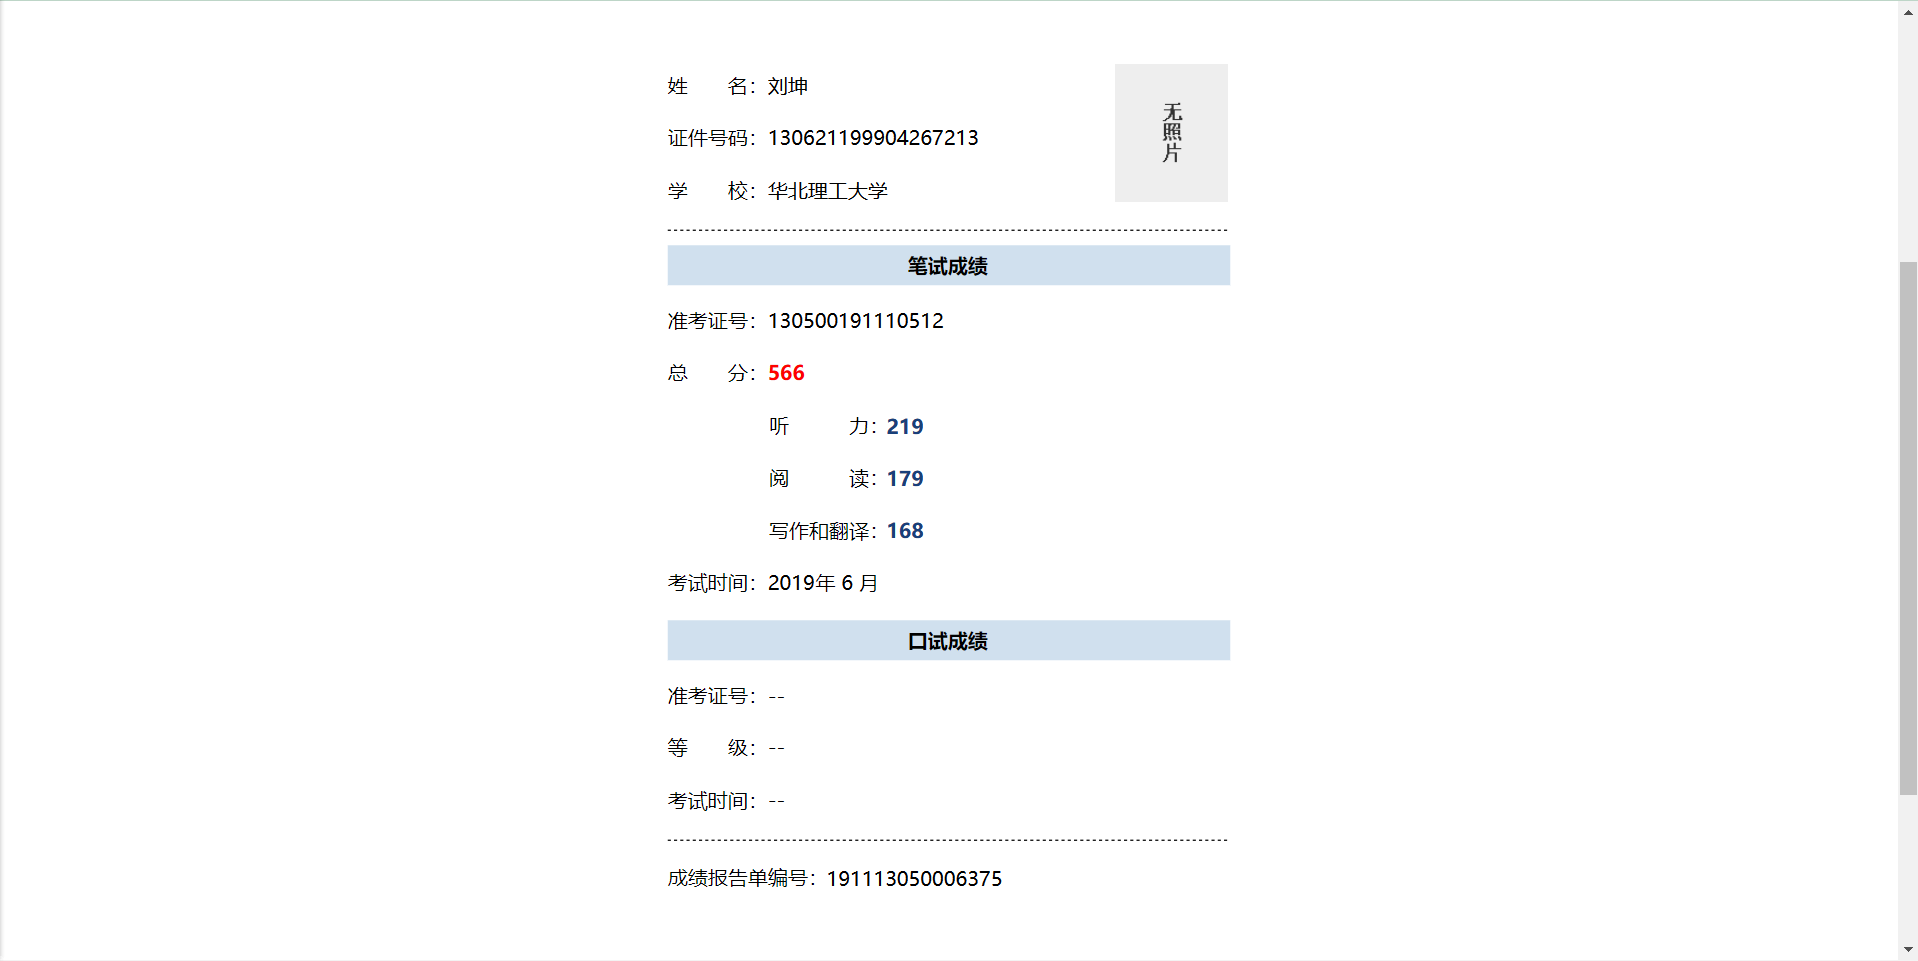 姓 名：刘坤
无照片
证件号码：130621199904267213
学 校：华北理工大学
笔试成绩
准考证号：130500191110512
总 分：566
听 力：219
阅 读：179
写作和翻译：168
考试时间：2019年 6 月
口试成绩
准考证号：--
等 级：--
考试时间：--
成绩报告单编号：191113050006375